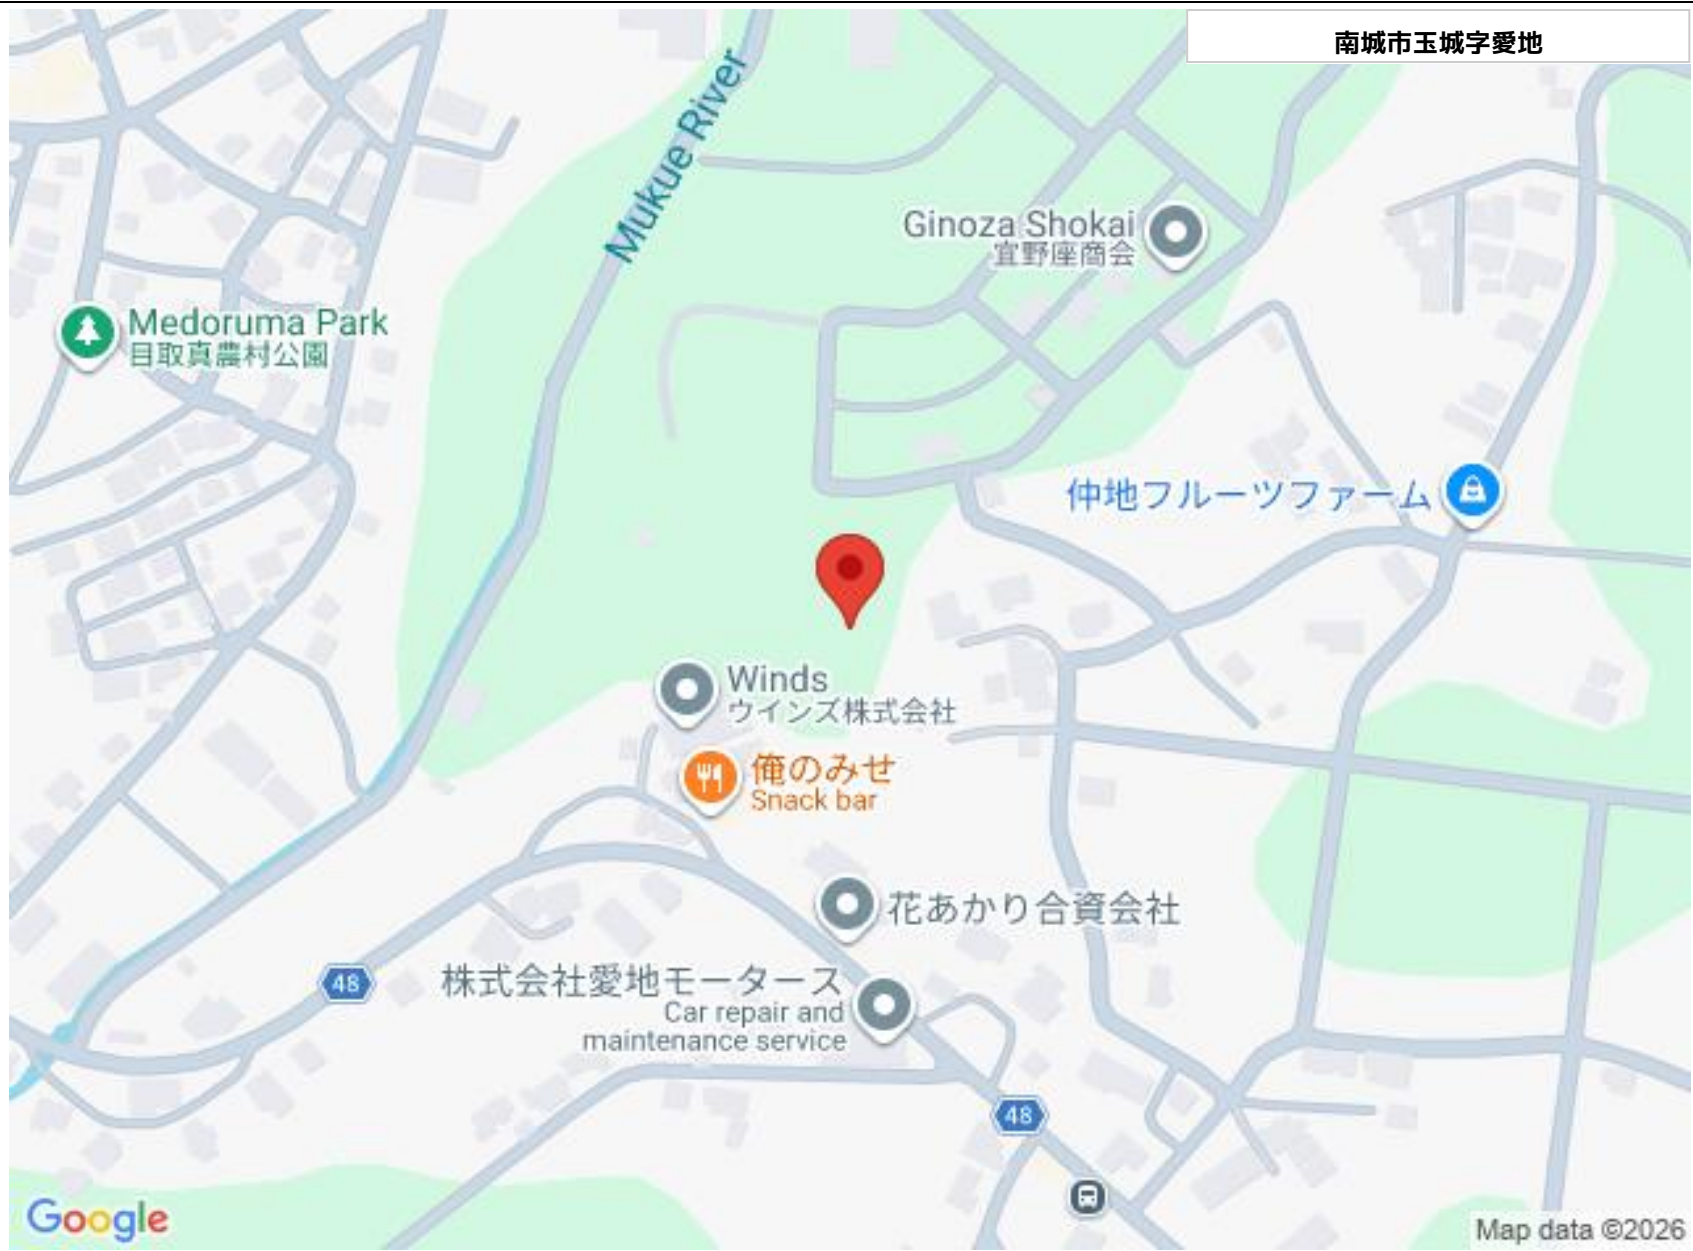 南城市玉城字愛地
Mukue River
Ginoza Shokai
宜野座商会
Medoruma Park
目取真農村公園
仲地フルーツファーム
Winds
ウインズ株式会社
俺のみせ
Snack bar
花あかり合資会社
48
株式会社愛地モータース
Car repair and
maintenance service
48
Google
Map data ©2026